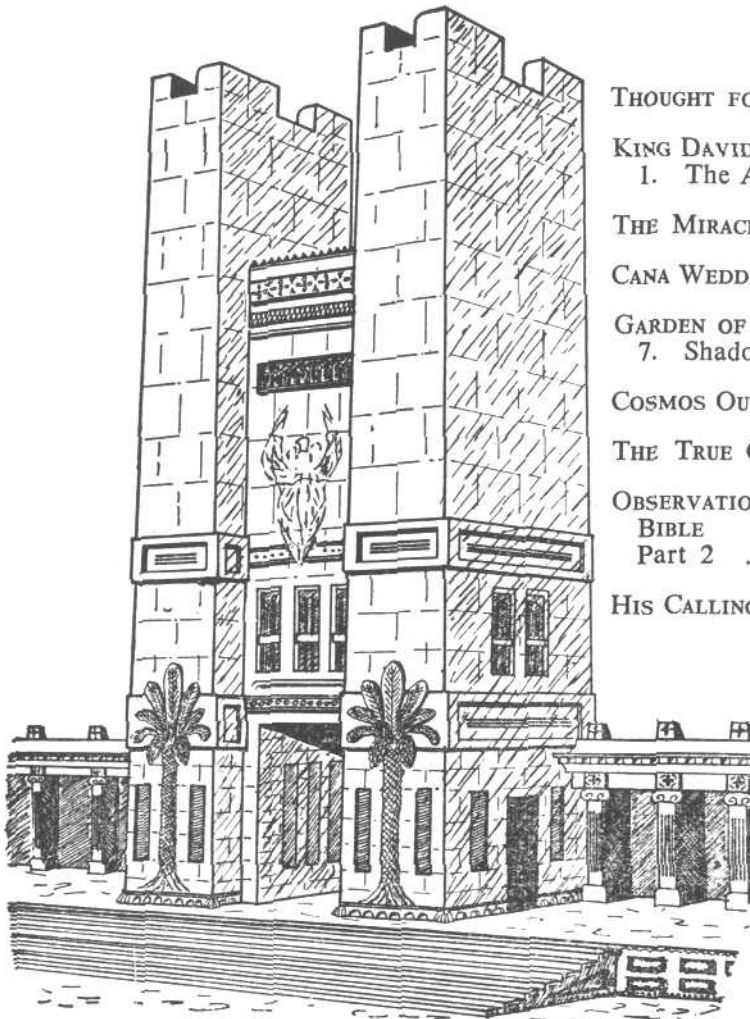 THOUGHT FO
KING DAVID
1. The A
THE MIRACL
CANA WEDD
GARDEN OF
7. Shado
COSMOS OU
THE TRUE
OBSERVATIO
BIBLE
Part 2 .
HIS CALLING